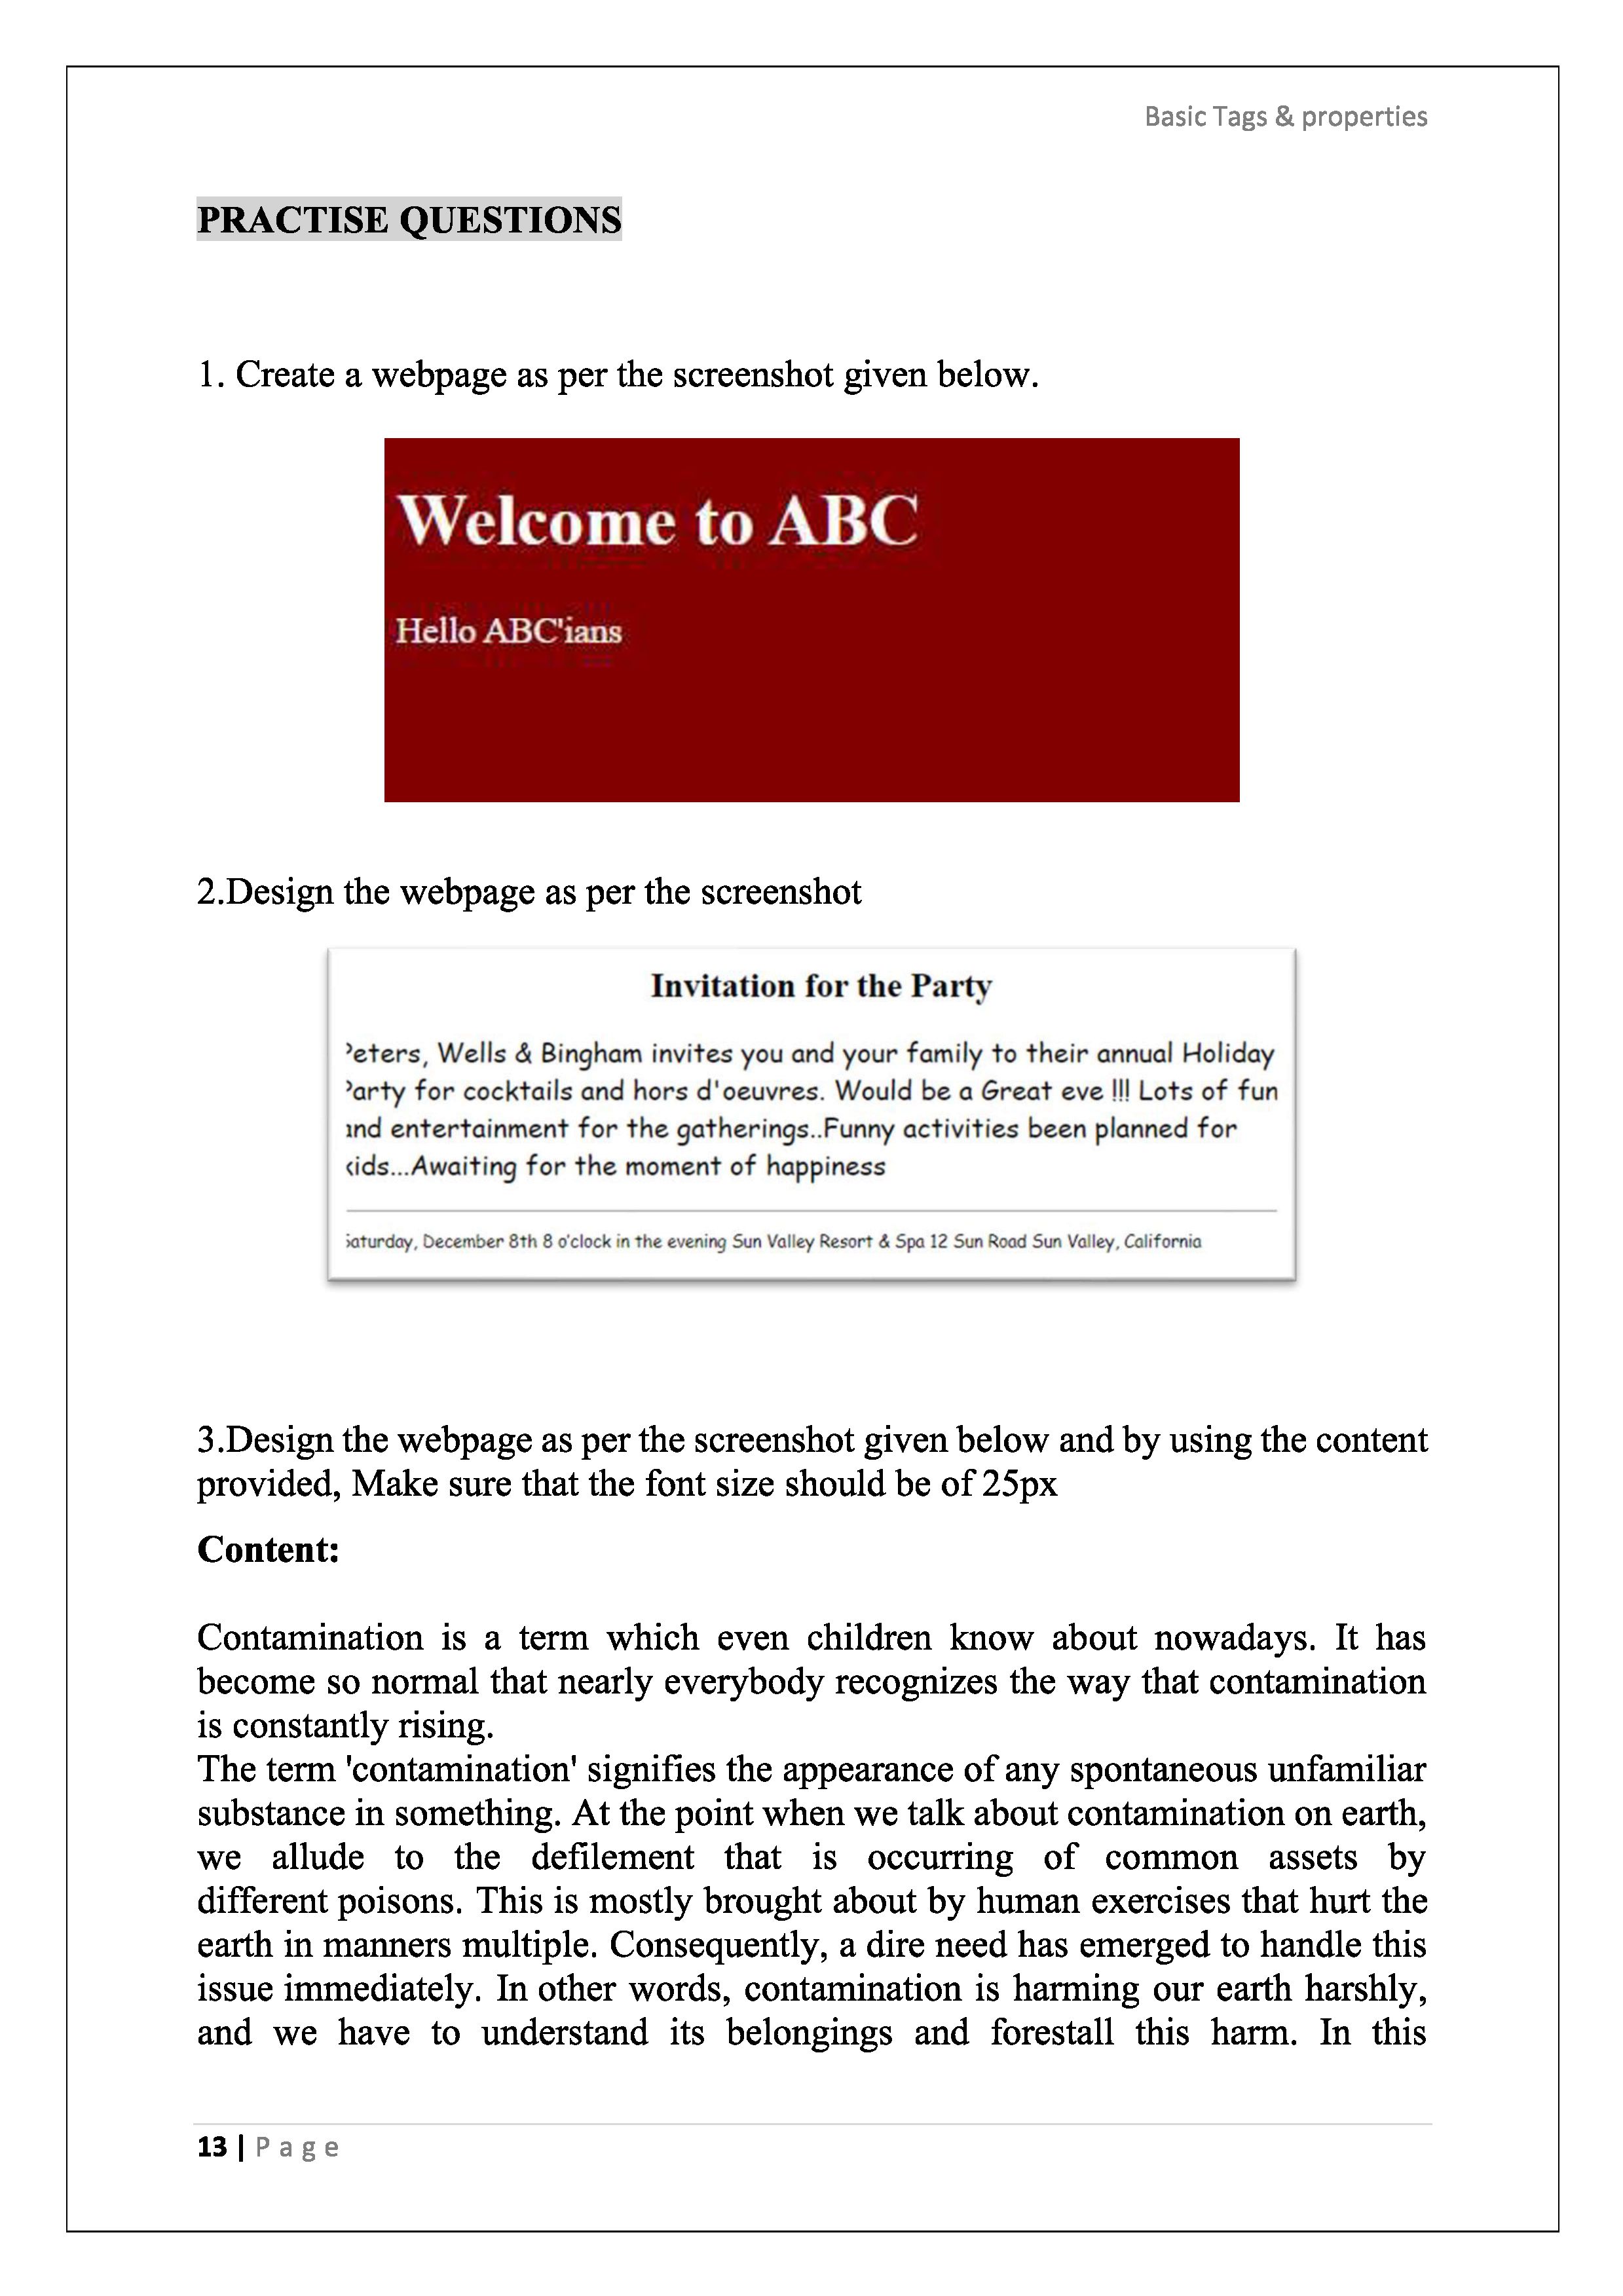 Basic Tags & properties
PRACTISE QUESTIONS
1. Create a webpage as per the screenshot given below.
Welcome to ABC
Hello ABC'ians
2.Design the webpage as per the screenshot
Invitation for the Party
Peters, Wells & Bingham invites you and your family to their annual Holiday
Party for cocktails and hors d'oeuvres. Would be a Great eve !!! Lots of fun
and entertainment for the gatherings..Funny activities been planned for
kids...Awaiting for the moment of happiness
Saturday, December 8th 8 o'clock in the evening Sun Valley Resort & Spa 12 Sun Road Sun Valley, California
3.Design the webpage as per the screenshot given below and by using the content
provided, Make sure that the font size should be of 25px
Content:
Contamination is a term which even children know about nowadays. It has
become so normal that nearly everybody recognizes the way that contamination
is constantly rising.
The term 'contamination' signifies the appearance of any spontaneous unfamiliar
substance in something. At the point when we talk about contamination on earth,
we allude to the defilement that is occurring of common assets by
different poisons. This is mostly brought about by human exercises that hurt the
earth in manners multiple. Consequently, a dire need has emerged to handle this
issue immediately. In other words, contamination is harming our earth harshly,
and we have to understand its belongings and forestall this harm. In this
13 | Page